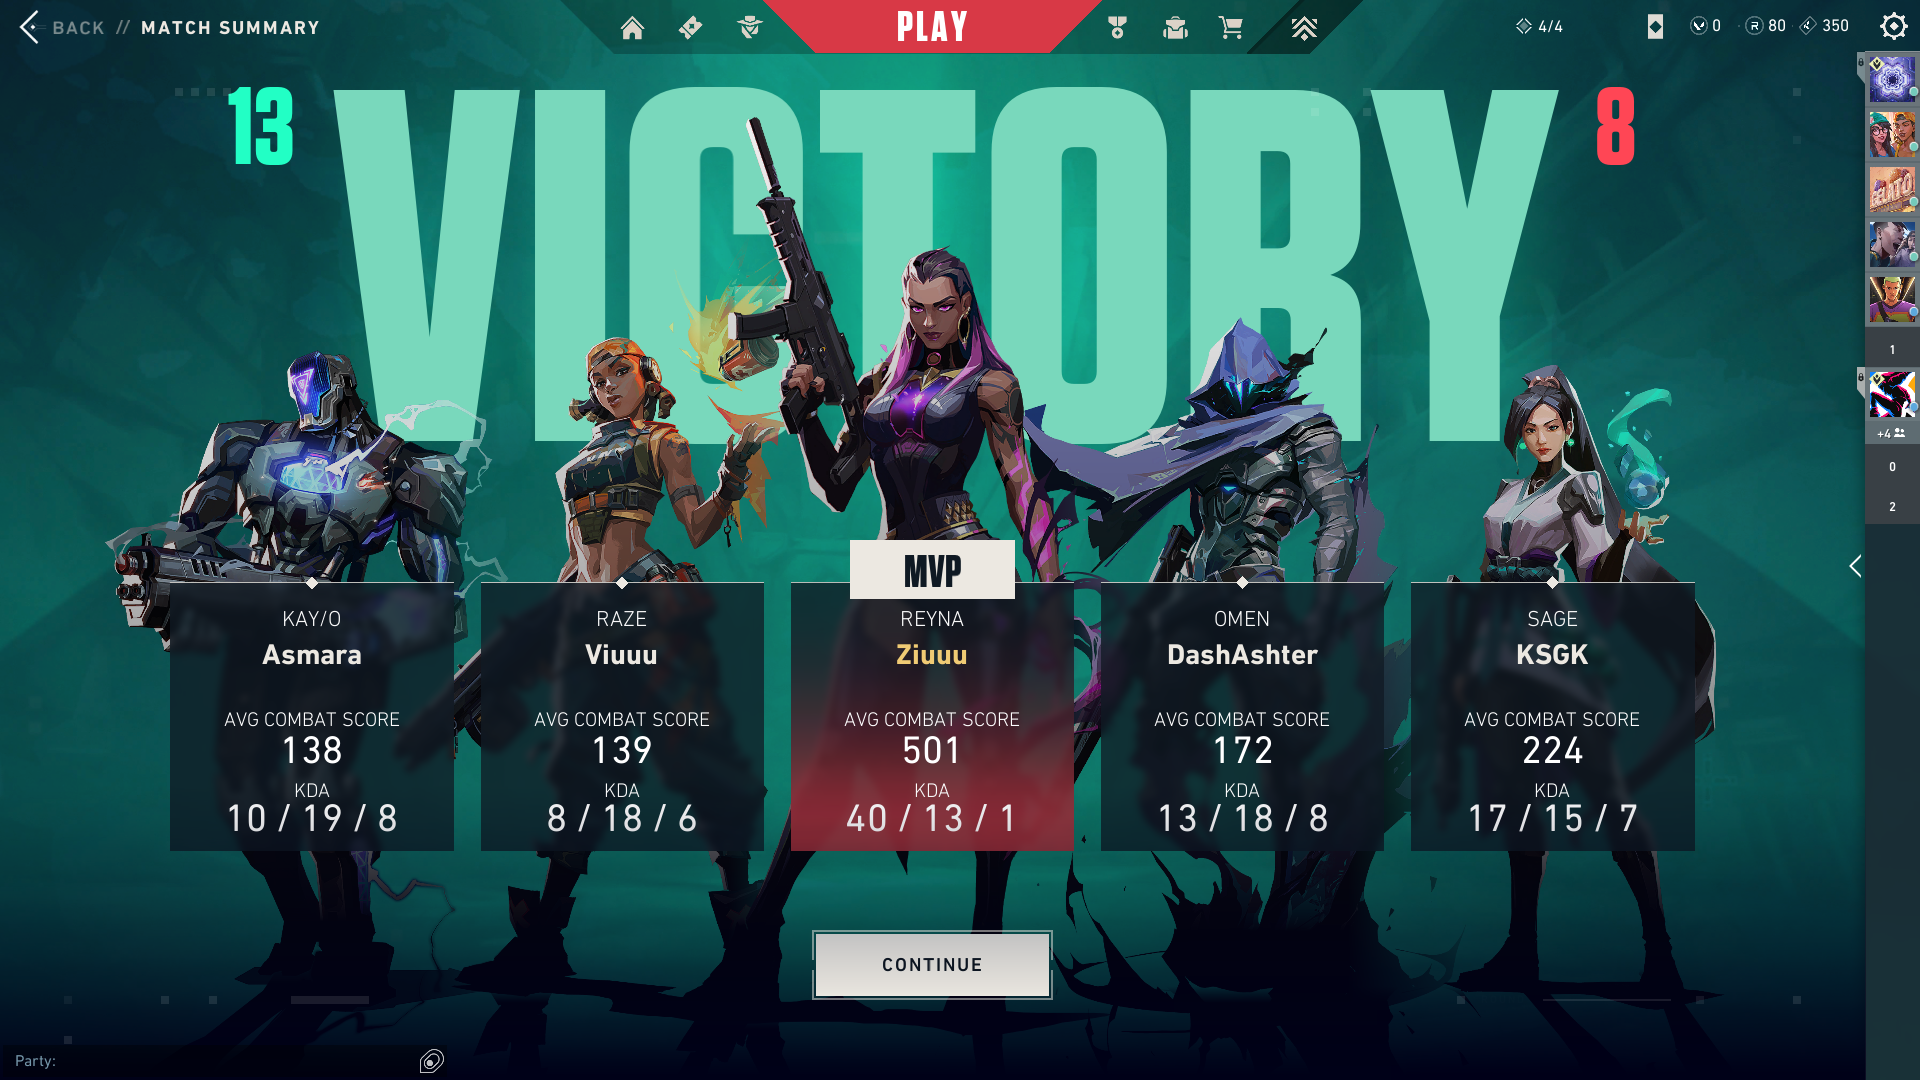 BACK // MATCH SUMMARY
PLAY
4/4
0
80
350
13
VICTORY
8
GELATO
1
+4
0
2
MVP
KAY/O
Asmara
AVG COMBAT SCORE
138
KDA
10 / 19 / 8
RAZE
Viuuu
AVG COMBAT SCORE
139
KDA
8 / 18 / 6
REYNA
Ziuuu
AVG COMBAT SCORE
501
KDA
40 / 13 / 1
OMEN
DashAshter
AVG COMBAT SCORE
172
KDA
13 / 18 / 8
SAGE
KSGK
AVG COMBAT SCORE
224
KDA
17 / 15 / 7
CONTINUE
Party: